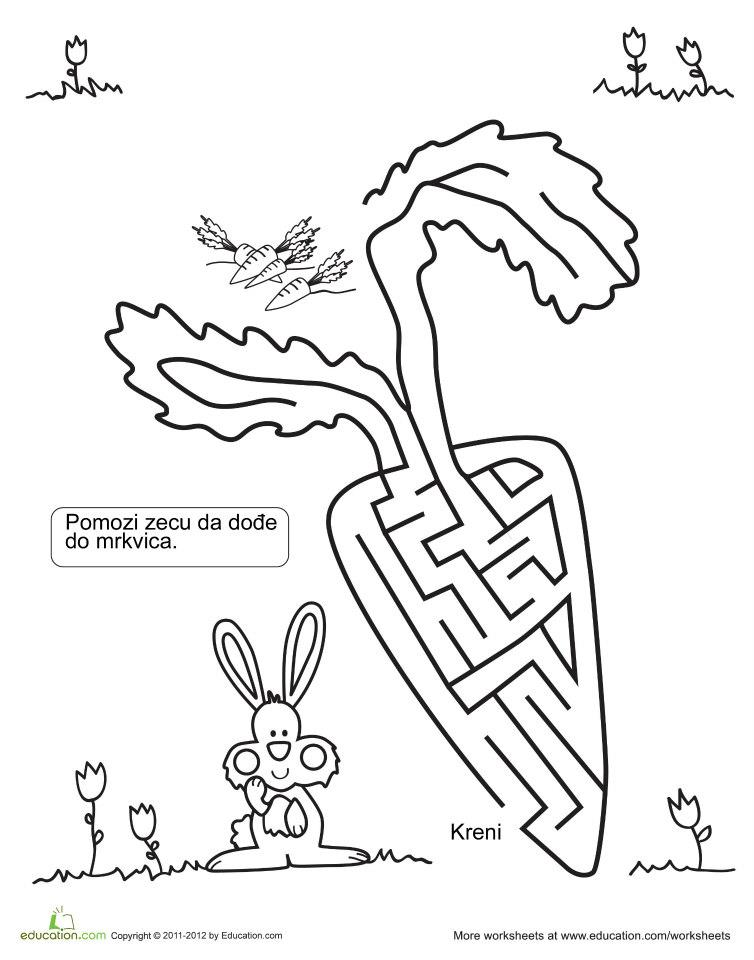 Pomozi zecu da dođe
do mrkvica.
Kreni
education.com Copyright © 2011-2012 by Education.com
More worksheets at www.education.com/worksheets